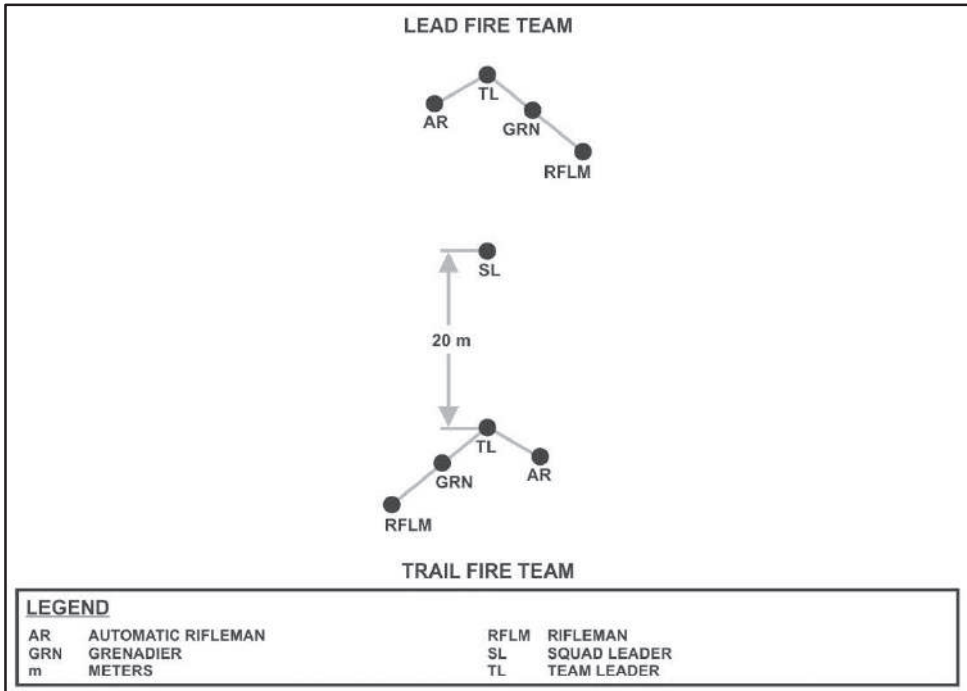 LEAD FIRE TEAM
TL
AR
GRN
RFLM
SL
20 m
TL
AR
GRN
RFLM
TRAIL FIRE TEAM
LEGEND
AR AUTOMATIC RIFLEMAN RFLM RIFLEMAN
GRN GRENADIER SL SQUAD LEADER
m METERS TL TEAM LEADER